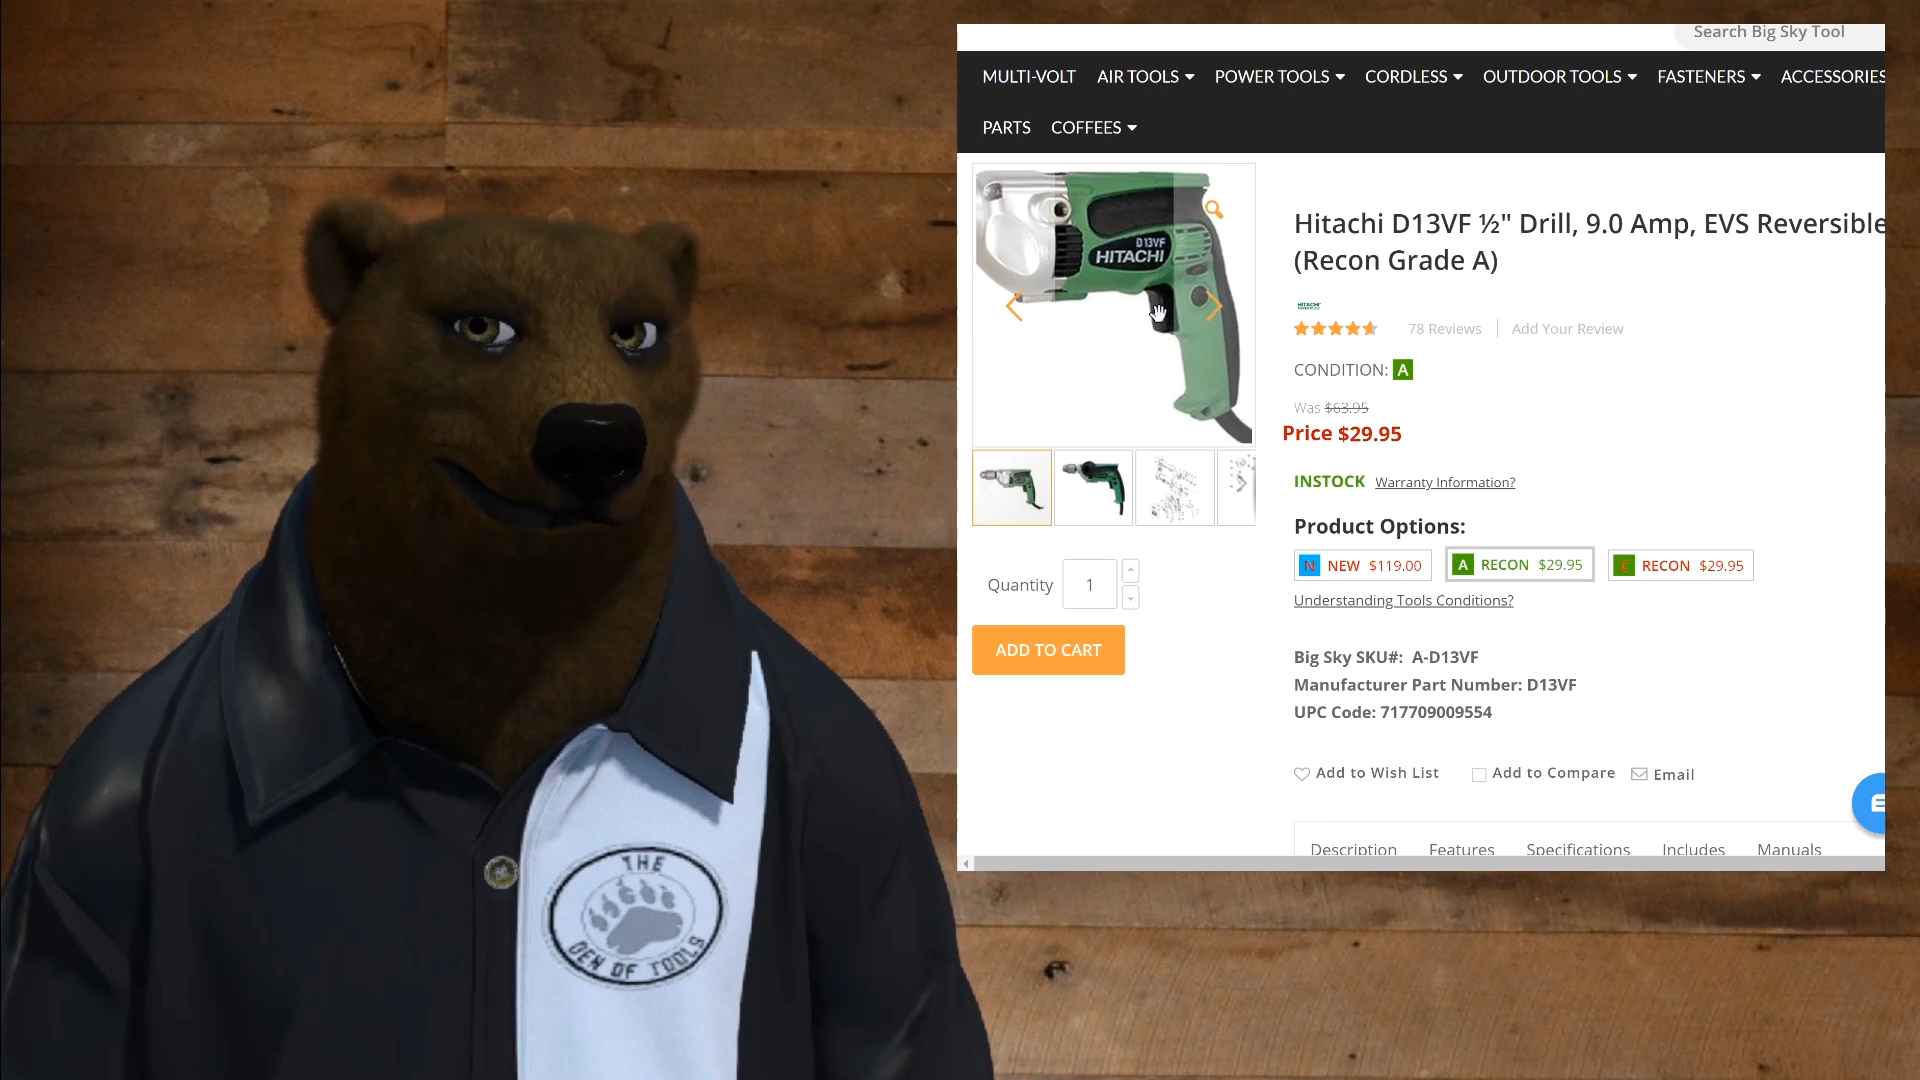 Search Big Sky Tool
MULTI-VOLT AIR TOOLS POWER TOOLS CORDLESS OUTDOOR TOOLS FASTENERS ACCESSORIES
PARTS COFFEES
D13VF
HITACHI
Hitachi D13VF ½" Drill, 9.0 Amp, EVS Reversible
(Recon Grade A)
HITACHI
78 Reviews Add Your Review
CONDITION: A
Was $63.95
Price $29.95
INSTOCK Warranty Information?
Product Options:
N NEW $119.00 A RECON $29.95 C RECON $29.95
Understanding Tools Conditions?
Quantity 1
ADD TO CART
Big Sky SKU#: A-D13VF
Manufacturer Part Number: D13VF
UPC Code: 717709009554
Add to Wish List Add to Compare Email
Description Features Specifications Includes Manuals
THE
DEN OF TOOLS